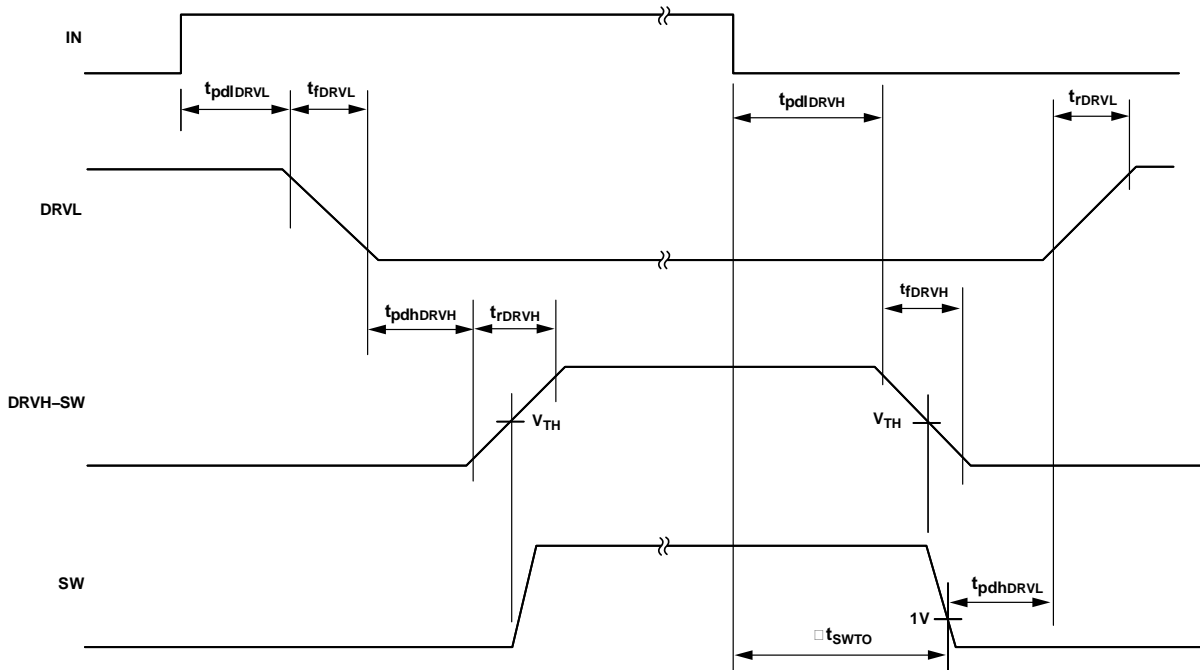 IN
tpdlDRVL
tfDRVL
tpdlDRVH
trDRVL
DRVL
tpdhDRVH
trDRVH
tfDRVH
DRVH–SW
VTH
VTH
SW
tpdhDRVL
1V
tSWTO